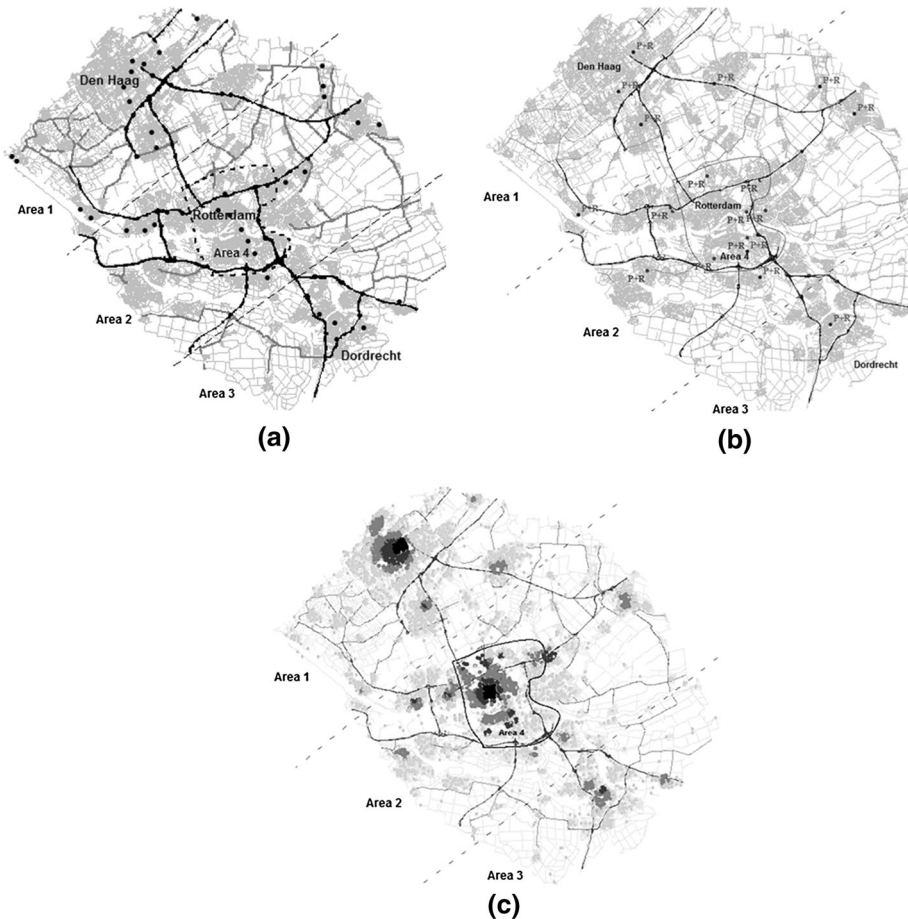 Den Haag
Area 1
Rotterdam
Area 4
Area 2
Dordrecht
Area 3
(a)
P+R
Den Haag
P+R
P+R
P+R
P+R
P+R
P+R
Area 1
P+R
P+R
Rotterdam
P+R
P+R
P+R
P+R
Area 4
P+R
P+R
Area 2
P+R
Dordrecht
Area 3
(b)
Area 1
Area 4
Area 2
Area 3
(c)